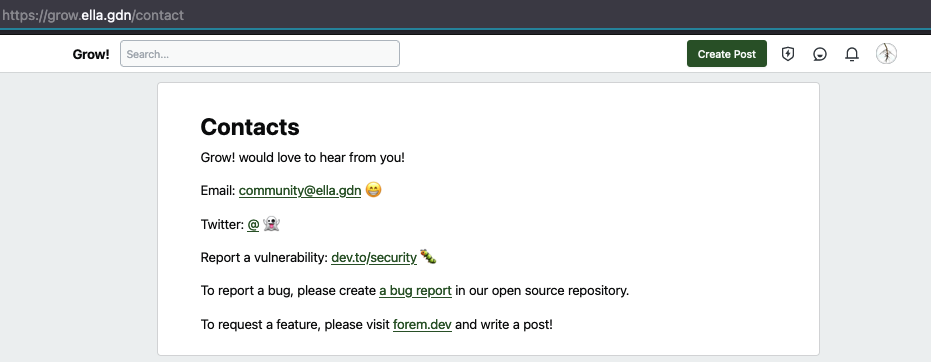 https://grow.ella.gdn/contact
Grow! Search... Create Post
Contacts
Grow! would love to hear from you!
Email: community@ella.gdn 😁
Twitter: @ 👻
Report a vulnerability: dev.to/security 🐛
To report a bug, please create a bug report in our open source repository.
To request a feature, please visit forem.dev and write a post!